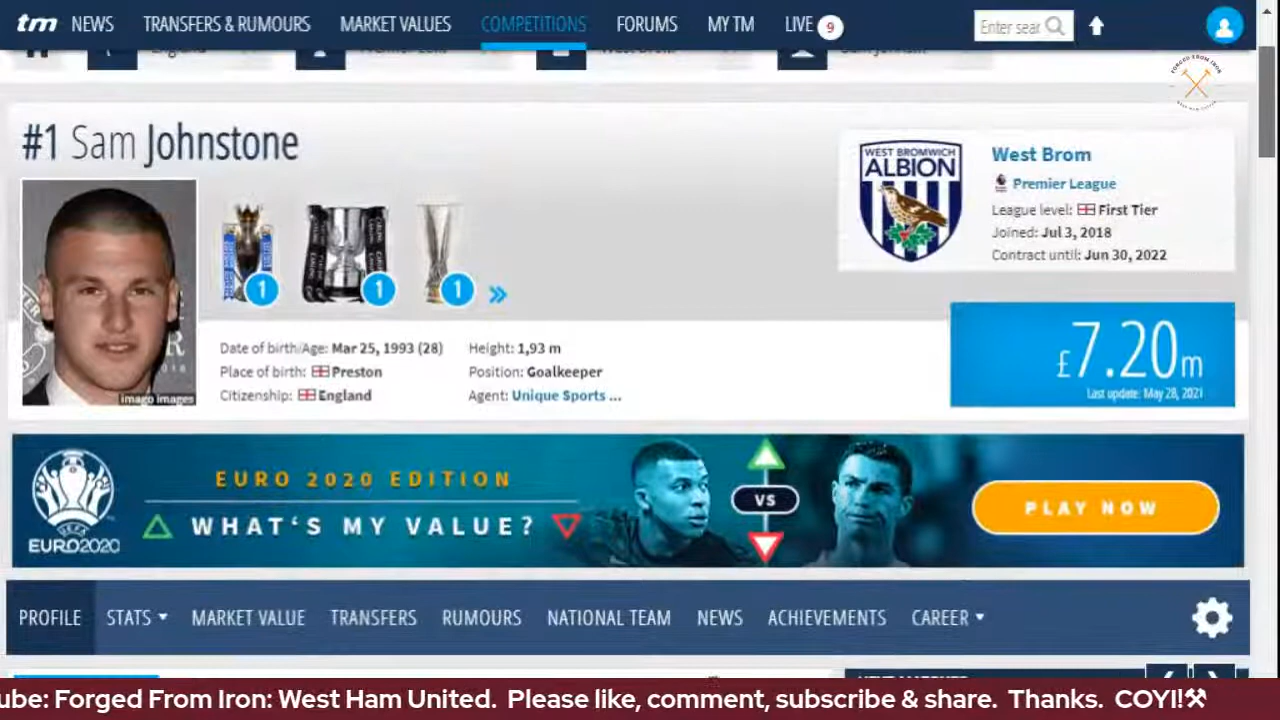 tm NEWS TRANSFERS & RUMOURS MARKET VALUES COMPETITIONS FORUMS MY TM LIVE 9 Enter sear
FORGED FROM IRON
#1 Sam Johnstone
WEST BROMWICH
ALBION
West Brom
Premier League
League level: First Tier
Joined: Jul 3, 2018
Contract until: Jun 30, 2022
1 1 1 »
imago images
Date of birth/Age: Mar 25, 1993 (28)
Place of birth: Preston
Citizenship: England
Height: 1,93 m
Position: Goalkeeper
Agent: Unique Sports ...
£7.20m
Last update: May 28, 2021
UEFA
EURO2020
EURO 2020 EDITION
WHAT'S MY VALUE?
VS
PLAY NOW
PROFILE STATS MARKET VALUE TRANSFERS RUMOURS NATIONAL TEAM NEWS ACHIEVEMENTS CAREER
ube: Forged From Iron: West Ham United. Please like, comment, subscribe & share. Thanks. COYI!⚒